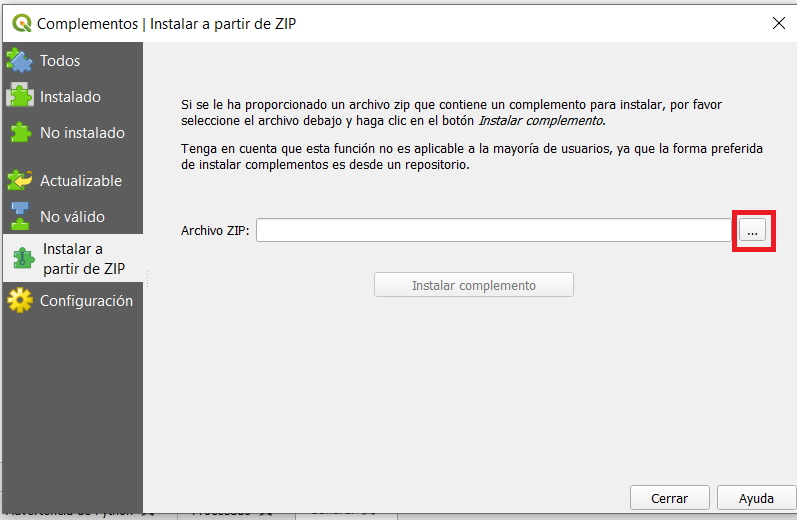 Complementos | Instalar a partir de ZIP
Todos
Instalado
No instalado
Actualizable
No válido
Instalar a
partir de ZIP
Configuración
Si se le ha proporcionado un archivo zip que contiene un complemento para instalar, por favor
seleccione el archivo debajo y haga clic en el botón Instalar complemento.
Tenga en cuenta que esta función no es aplicable a la mayoría de usuarios, ya que la forma preferida
de instalar complementos es desde un repositorio.
Archivo ZIP:
...
Instalar complemento
Cerrar
Ayuda